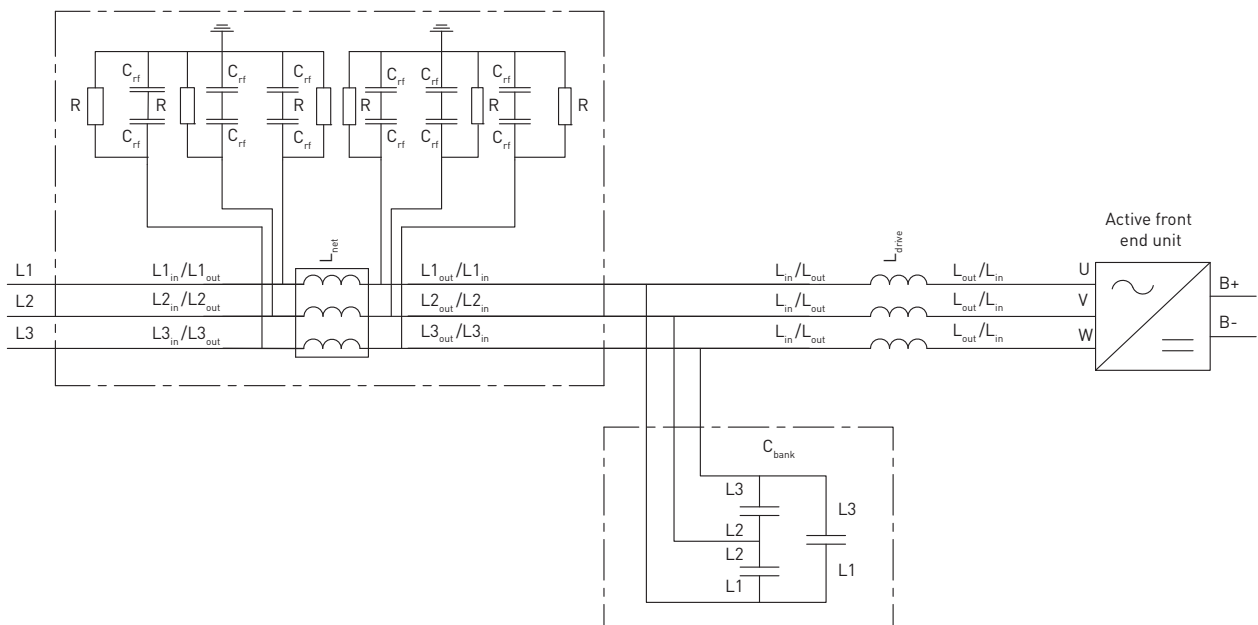 C_rf C_rf C_rf C_rf C_rf C_rf
R R R R R R
C_rf C_rf C_rf C_rf C_rf C_rf
L_net
L_drive
Active front
end unit
L1 L1_in/L1_out L1_out/L1_in L_in/L_out L_out/L_in U
L2 L2_in/L2_out L2_out/L2_in L_in/L_out L_out/L_in V
L3 L3_in/L3_out L3_out/L3_in L_in/L_out L_out/L_in W
B+
B-
C_bank
L3 L3
L2
L2
L1 L1